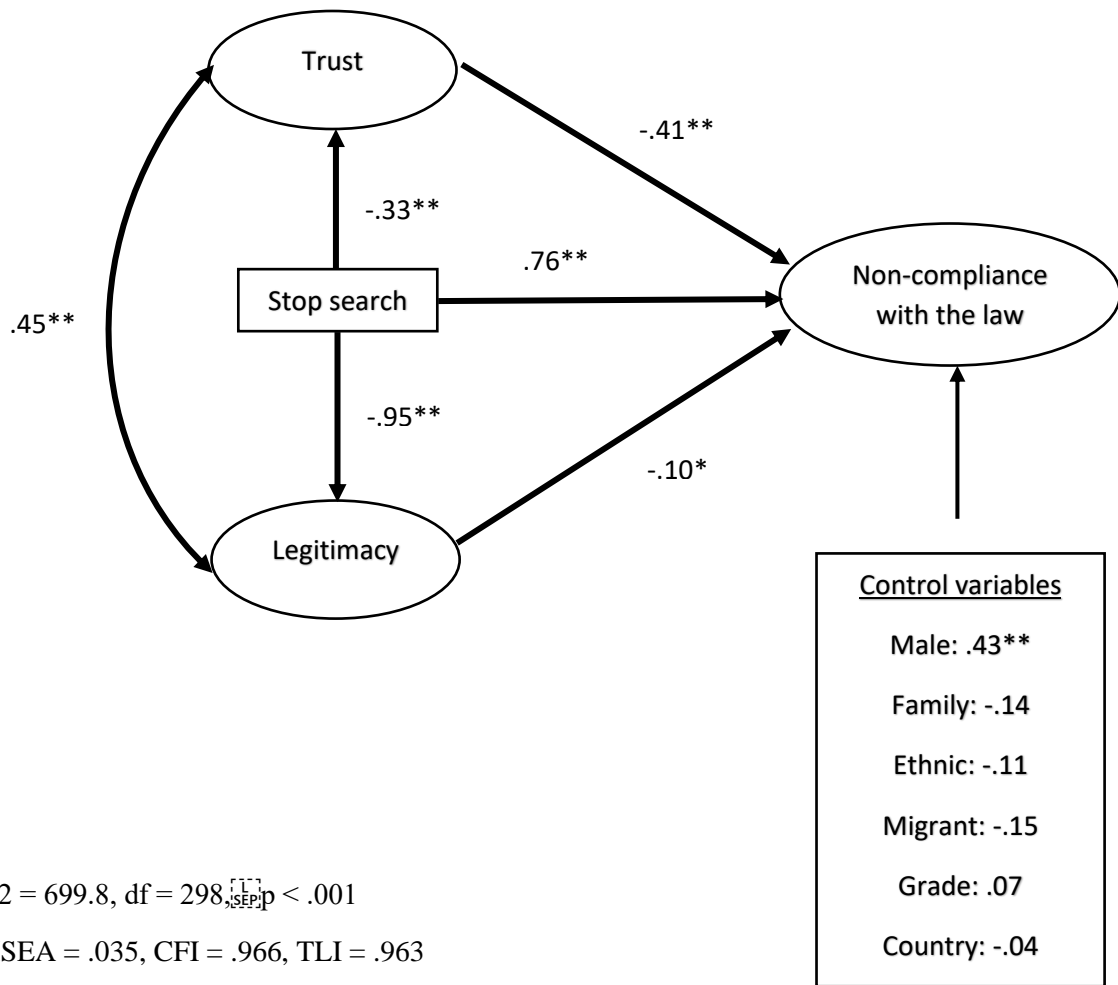 Trust
-.41**
-.33**
.76**
Stop search
Non-compliance
with the law
.45**
-.95**
-.10*
Legitimacy
Control variables
Male: .43**
Family: -.14
Ethnic: -.11
Migrant: -.15
Grade: .07
Country: -.04
2 = 699.8, df = 298, L SEP p < .001
SEA = .035, CFI = .966, TLI = .963